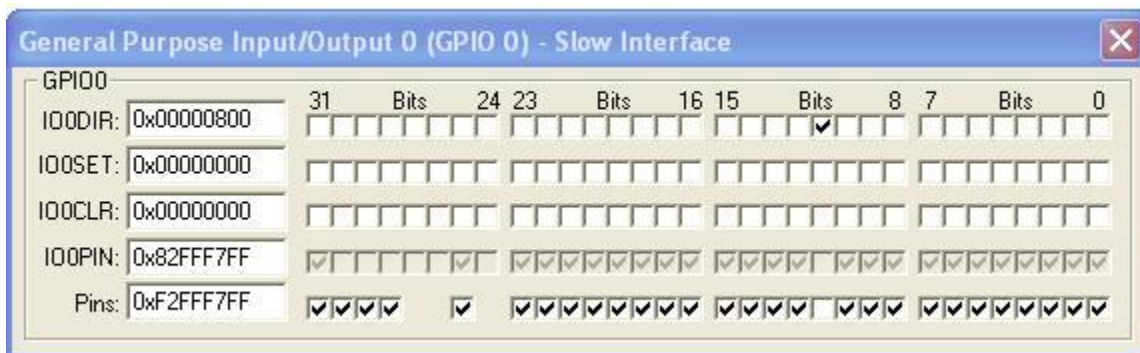 General Purpose Input/Output 0 (GPIO 0) - Slow Interface
GPIO0
31 Bits 24 23 Bits 16 15 Bits 8 7 Bits 0
IO0DIR: 0x00000800
IO0SET: 0x00000000
IO0CLR: 0x00000000
IO0PIN: 0x82FFF7FF
Pins: 0xF2FFF7FF